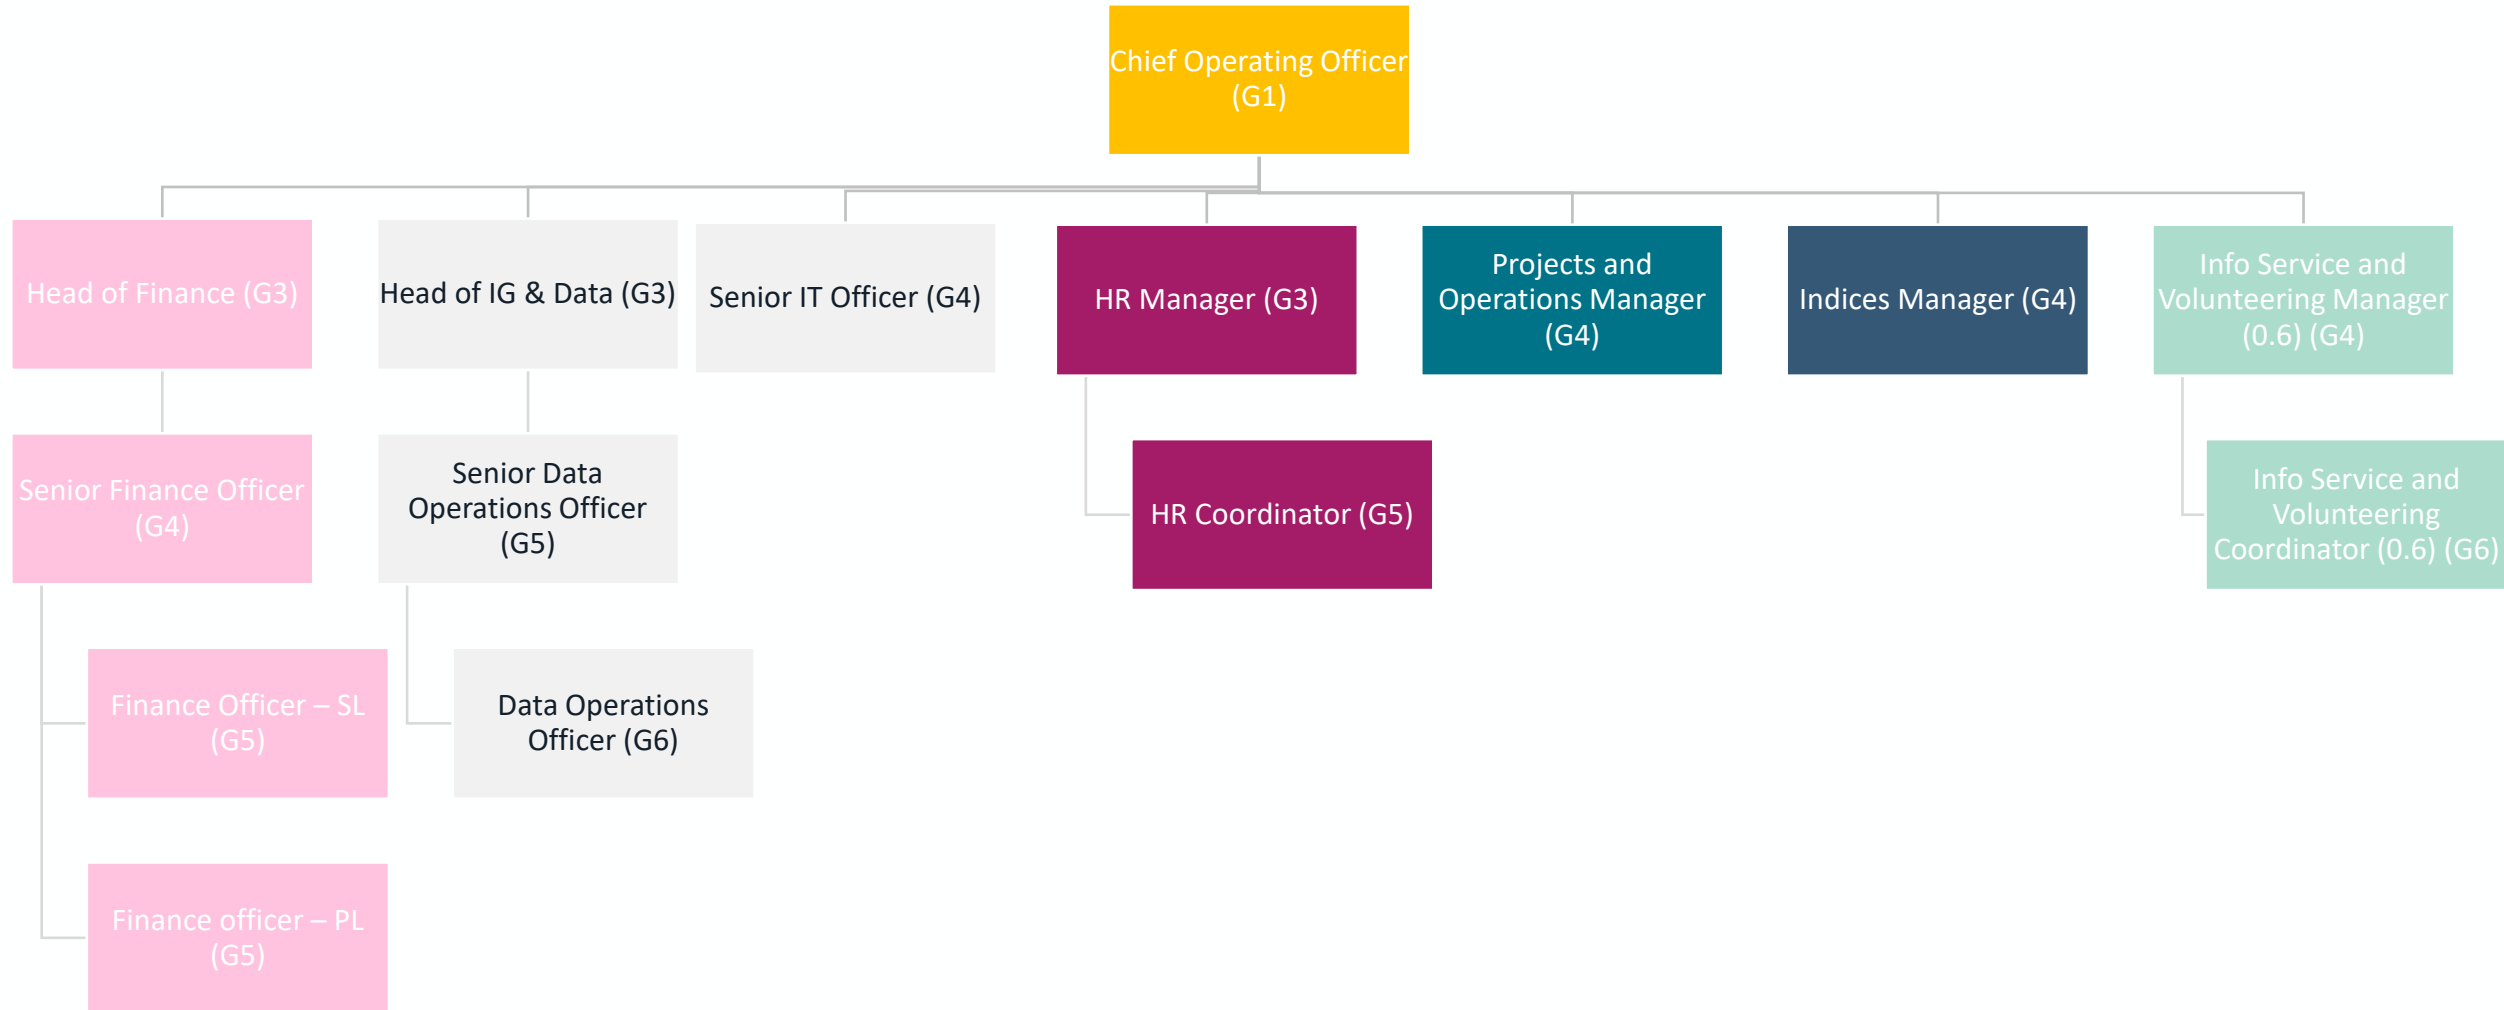 Chief Operating Officer
(G1)
Head of Finance (G3)
Head of IG & Data (G3)
Senior IT Officer (G4)
HR Manager (G3)
Projects and
Operations Manager
(G4)
Indices Manager (G4)
Info Service and
Volunteering Manager
(0.6) (G4)
Senior Finance Officer
(G4)
Senior Data
Operations Officer
(G5)
HR Coordinator (G5)
Info Service and
Volunteering
Coordinator (0.6) (G6)
Finance Officer – SL
(G5)
Data Operations
Officer (G6)
Finance officer – PL
(G5)